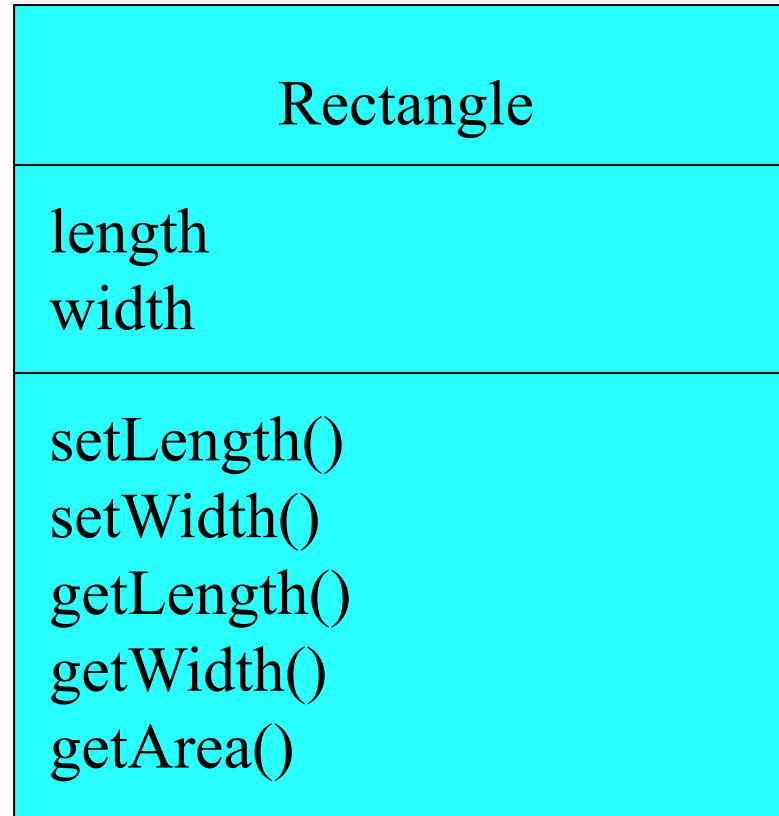 Rectangle
length
width
setLength()
setWidth()
getLength()
getWidth()
getArea()